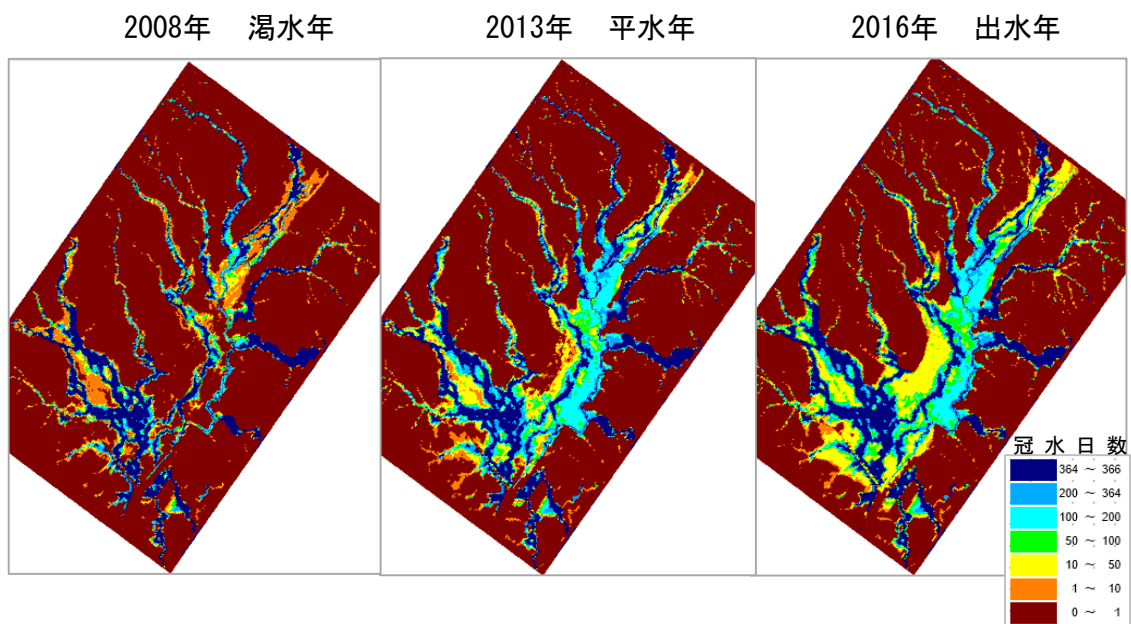 2008年 渇水年
2013年 平水年
2016年 出水年
冠 水 日 数
364 ～ 366
200 ～ 364
100 ～ 200
50 ～ 100
10 ～ 50
1 ～ 10
0 ～ 1